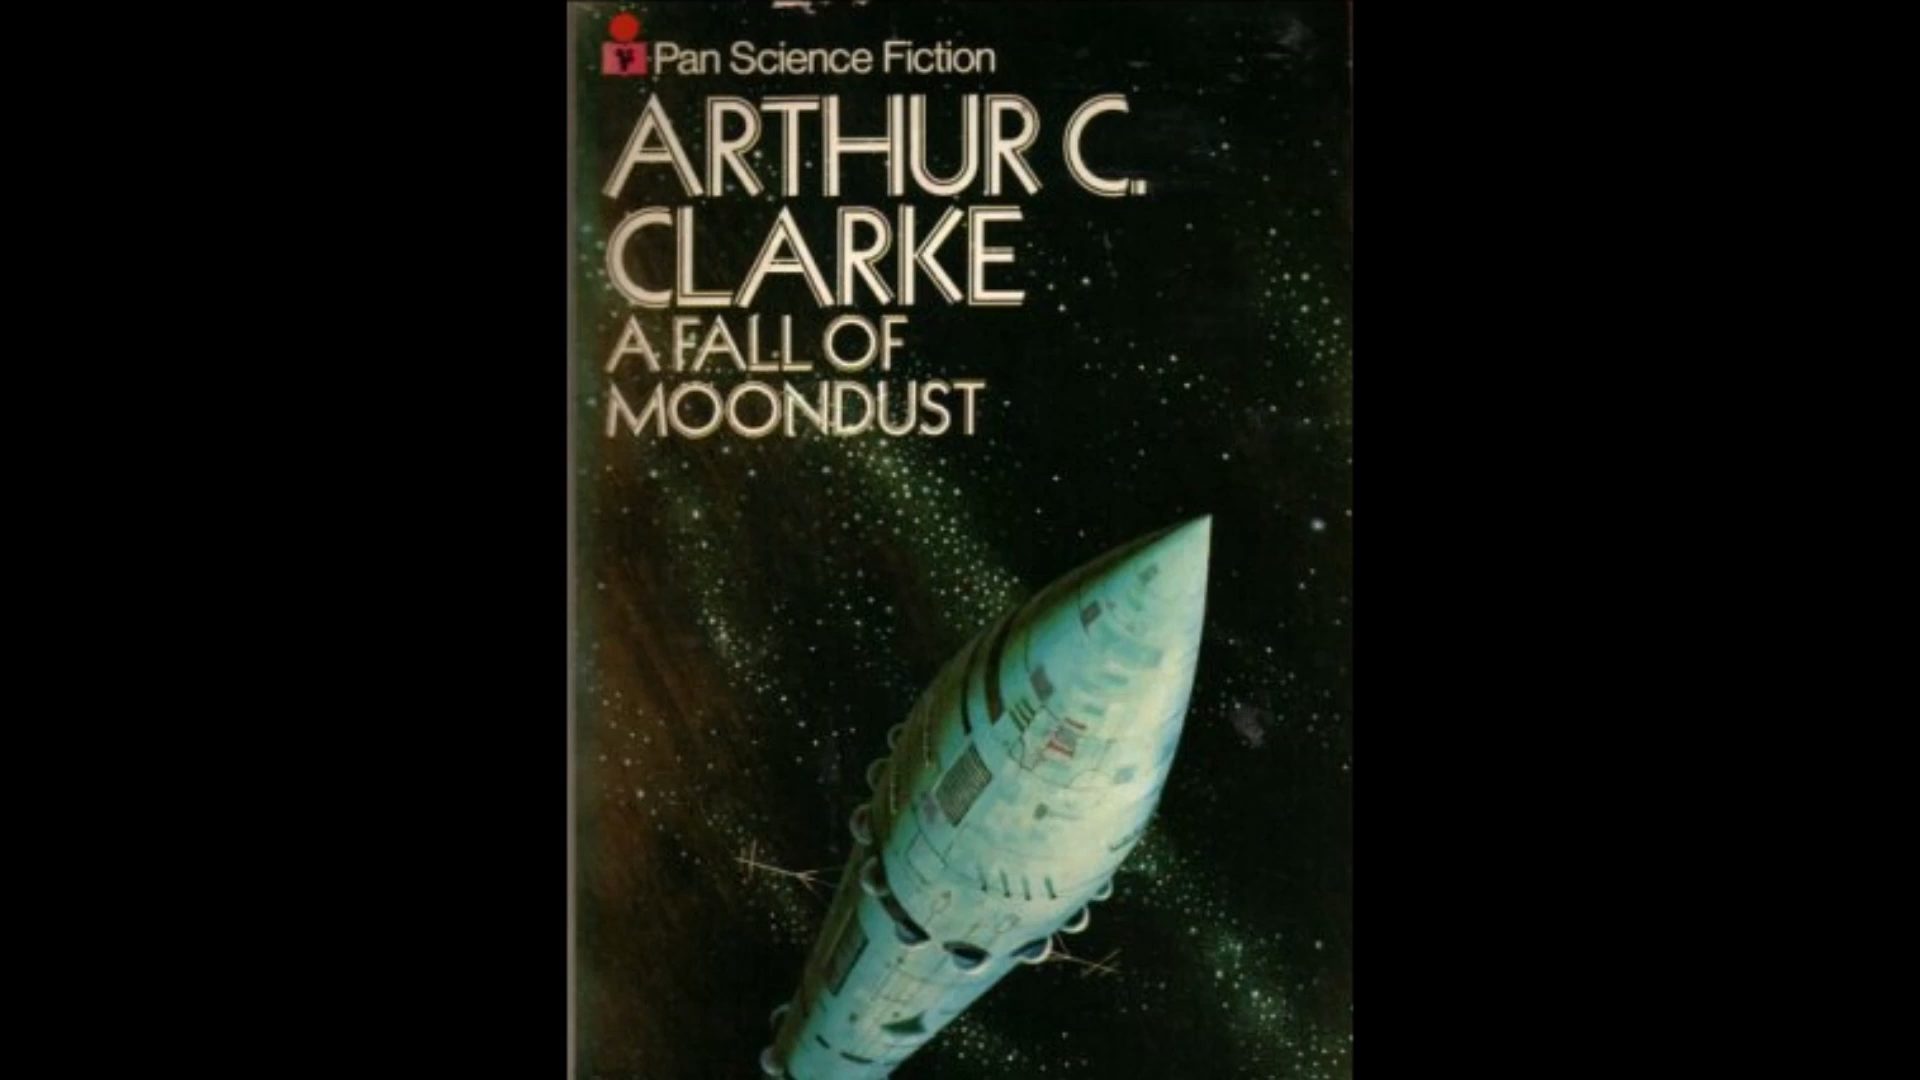 Pan Science Fiction
ARTHUR C.
CLARKE
A FALL OF
MOONDUST